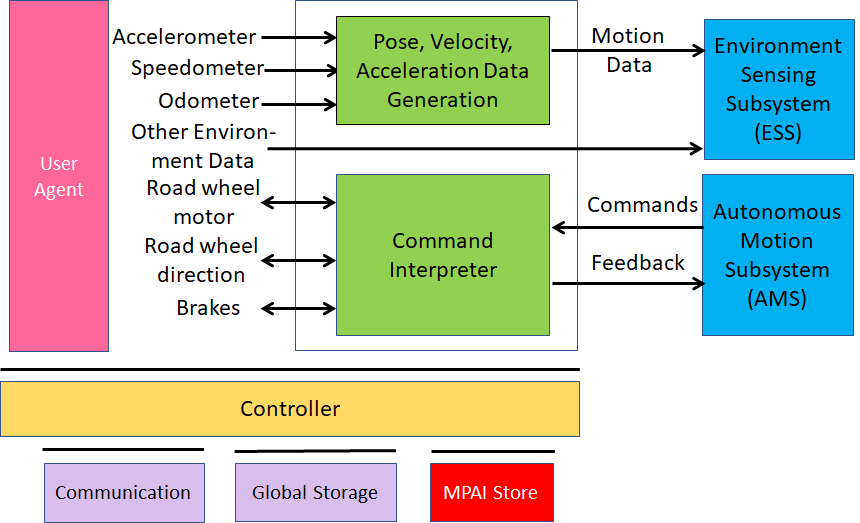 User
Agent
Accelerometer
Speedometer
Odometer
Other Environ-
ment Data
Road wheel
motor
Road wheel
direction
Brakes
Pose, Velocity,
Acceleration Data
Generation
Command
Interpreter
Motion
Data
Commands
Feedback
Environment
Sensing
Subsystem
(ESS)
Autonomous
Motion
Subsystem
(AMS)
Controller
Communication
Global Storage
MPAI Store